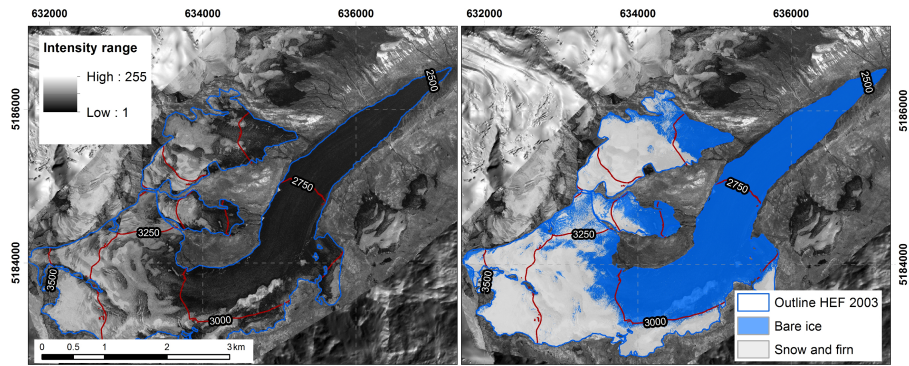 632000 634000 636000 632000 634000 636000
5186000
5184000
Intensity range
High : 255
Low : 1
2500
2750
3250
3500
3000
0 0.5 1 2 3 km
2500
2750
3250
3500
3000
Outline HEF 2003
Bare ice
Snow and firn